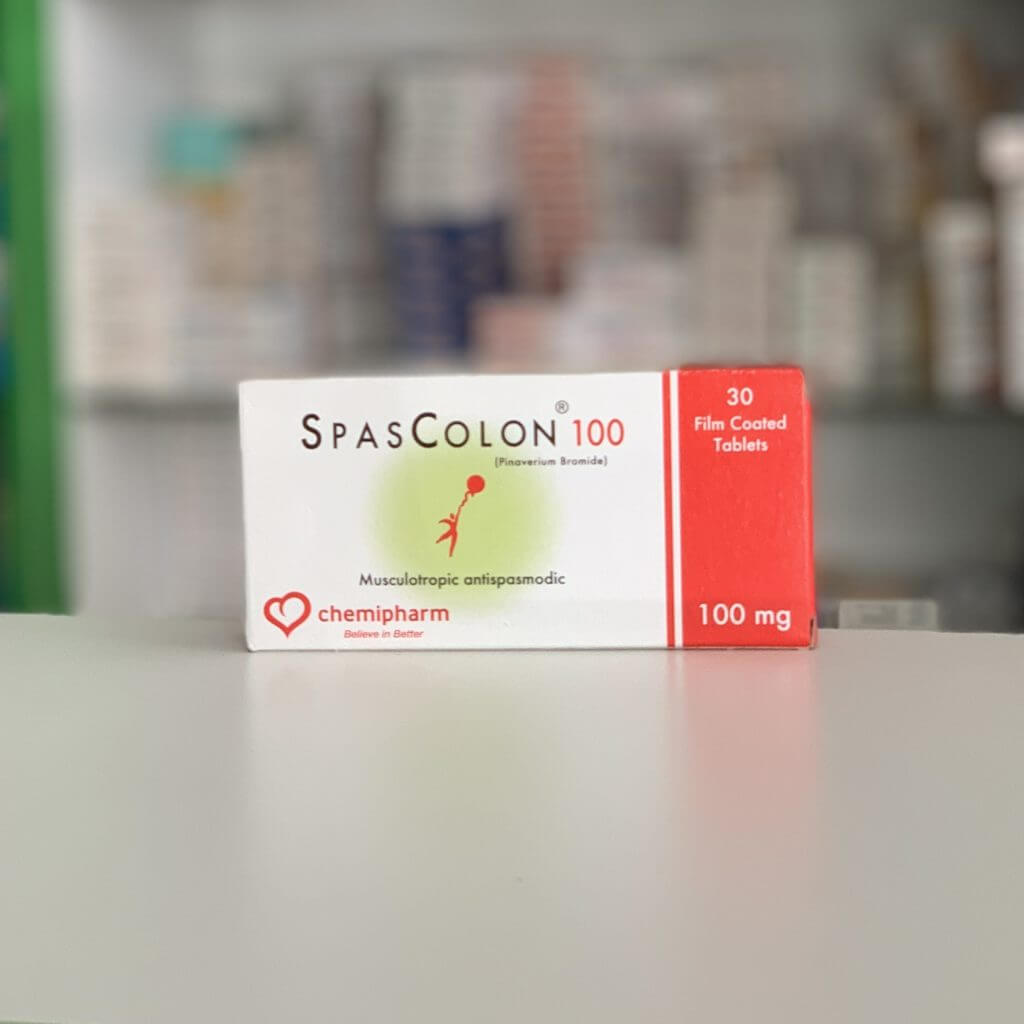 SPASCOLON® 100
(Pinaverium Bromide)
Musculotropic antispasmodic
chemipharm
Believe in Better
30
Film Coated
Tablets
100 mg